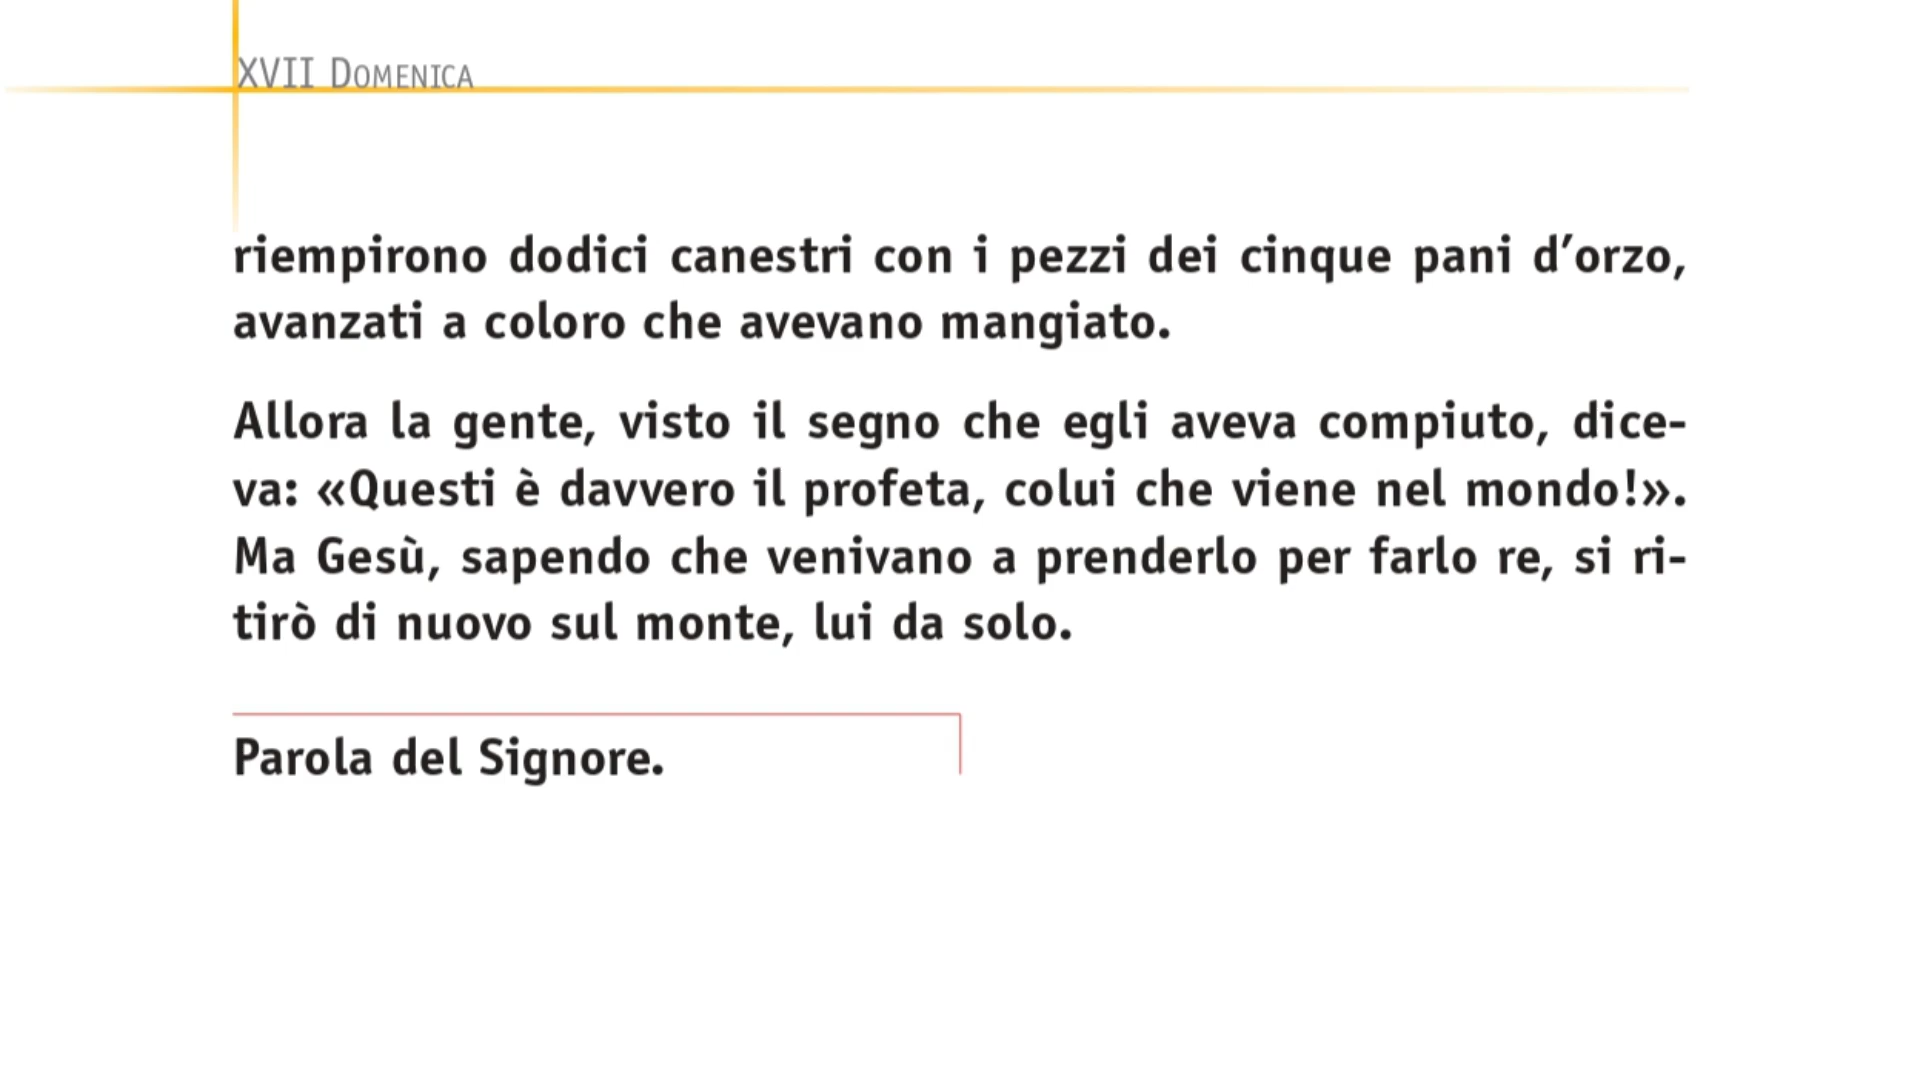 XVII Domenica
riempirono dodici canestri con i pezzi dei cinque pani d’orzo,
avanzati a coloro che avevano mangiato.
Allora la gente, visto il segno che egli aveva compiuto, dice-
va: «Questi è davvero il profeta, colui che viene nel mondo!».
Ma Gesù, sapendo che venivano a prenderlo per farlo re, si ri-
tirò di nuovo sul monte, lui da solo.
Parola del Signore.